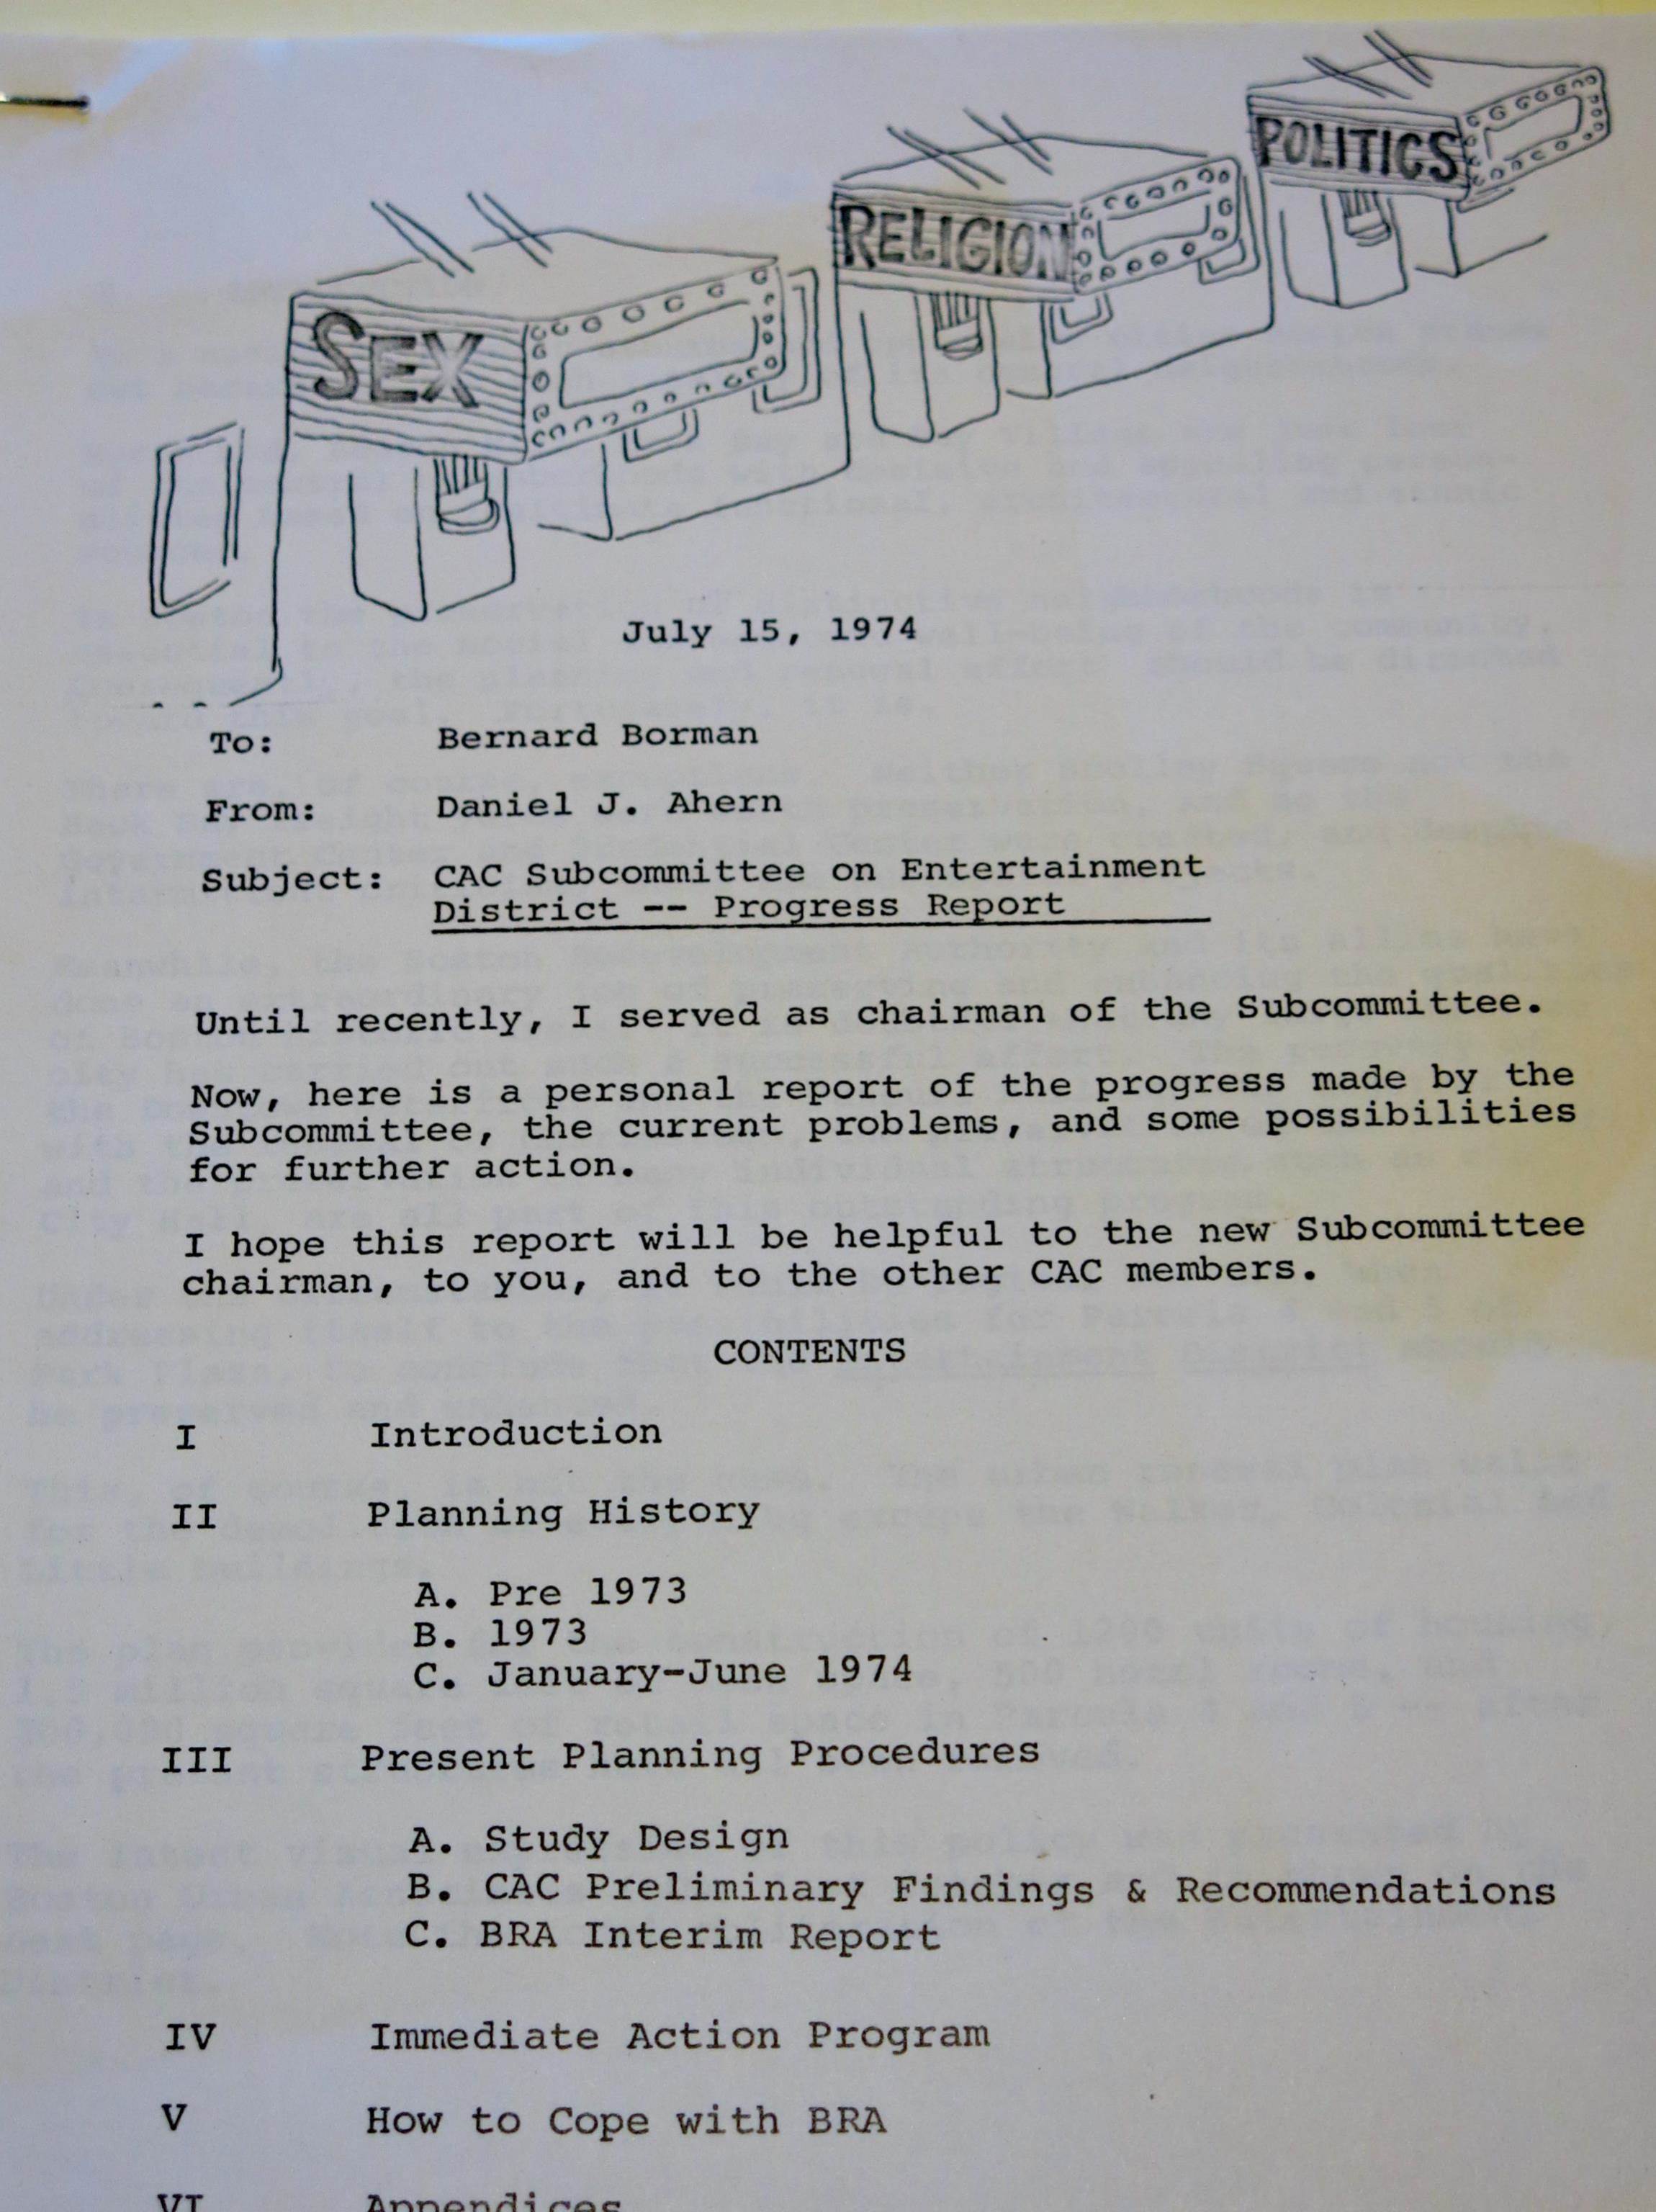 SEX
RELIGION
POLITICS
July 15, 1974
To: Bernard Borman
From: Daniel J. Ahern
Subject: CAC Subcommittee on Entertainment
District -- Progress Report
Until recently, I served as chairman of the Subcommittee.
Now, here is a personal report of the progress made by the
Subcommittee, the current problems, and some possibilities
for further action.
I hope this report will be helpful to the new Subcommittee
chairman, to you, and to the other CAC members.
CONTENTS
I Introduction
II Planning History
A. Pre 1973
B. 1973
C. January-June 1974
III Present Planning Procedures
A. Study Design
B. CAC Preliminary Findings & Recommendations
C. BRA Interim Report
IV Immediate Action Program
V How to Cope with BRA
VI Appendices